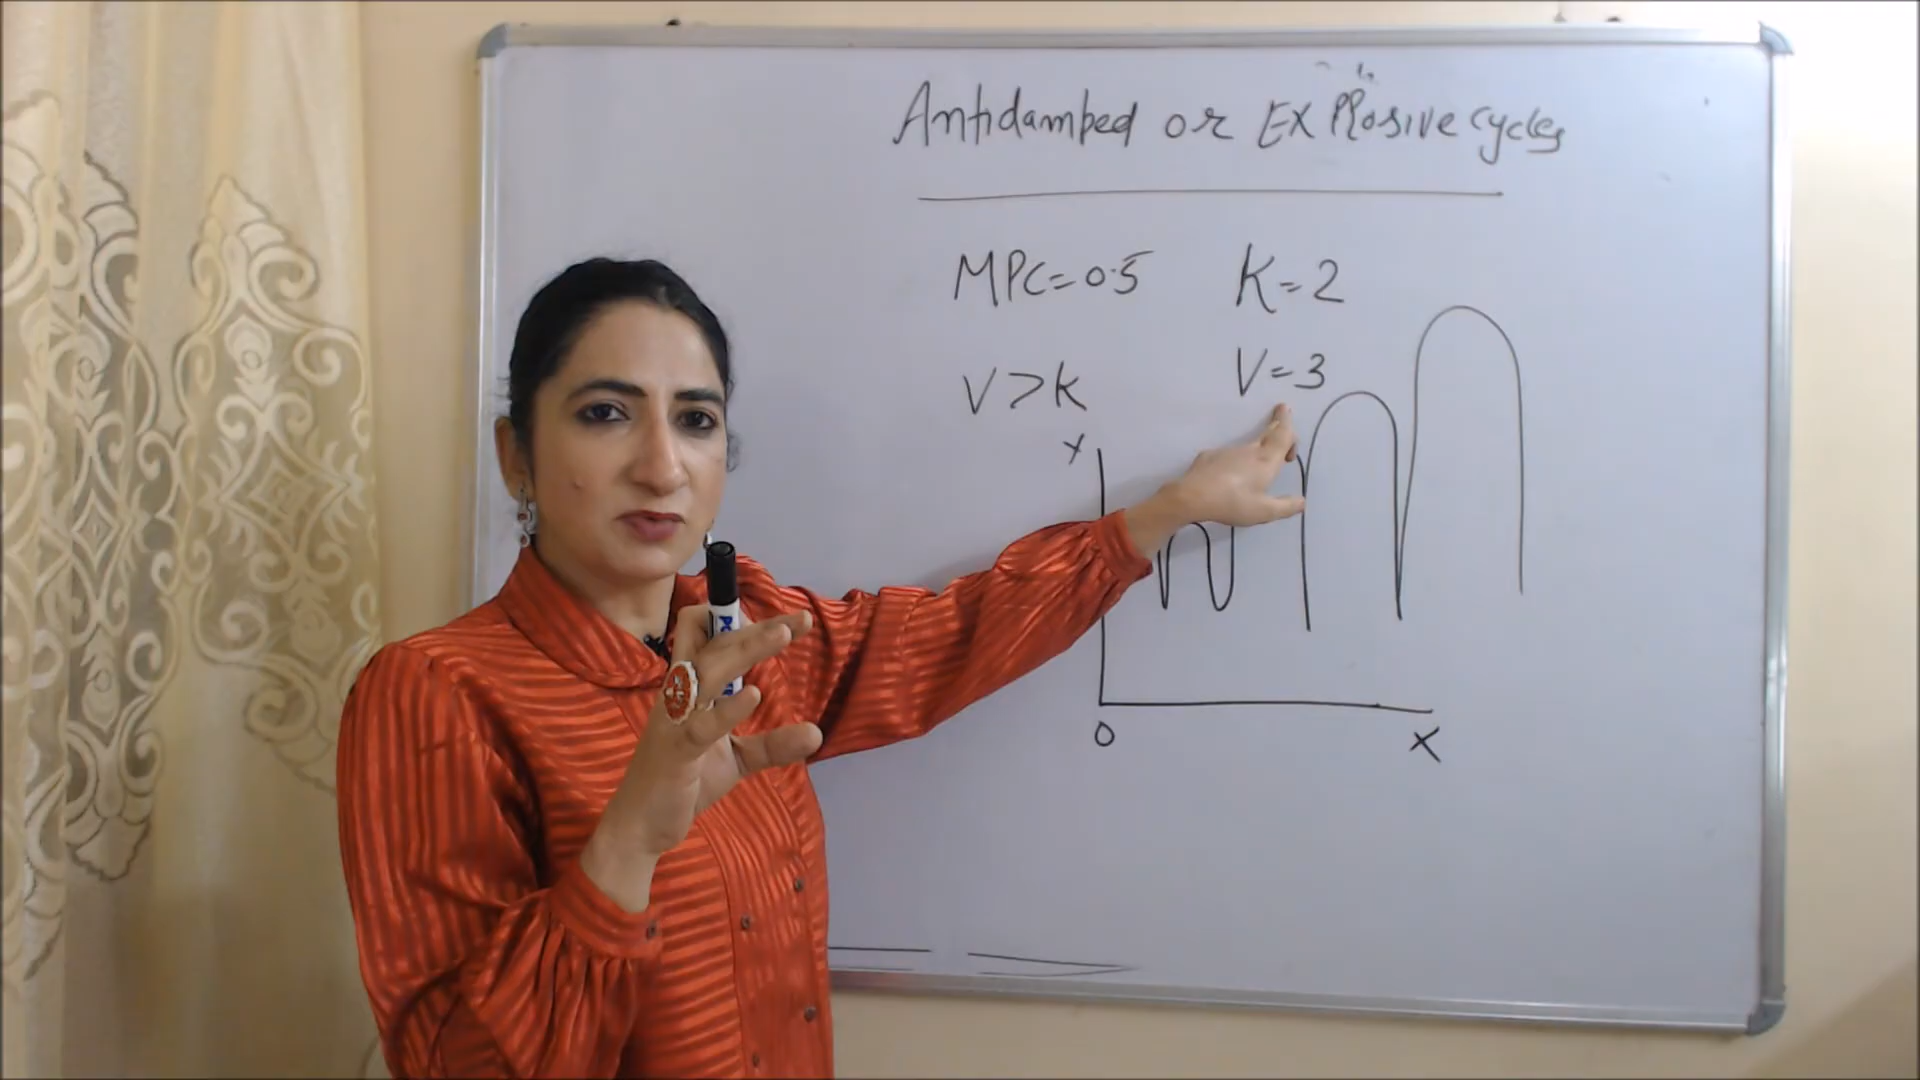 Antidambed or EXPlosive cycles
MPC=0.5 K=2
V>K V=3
Y
O X